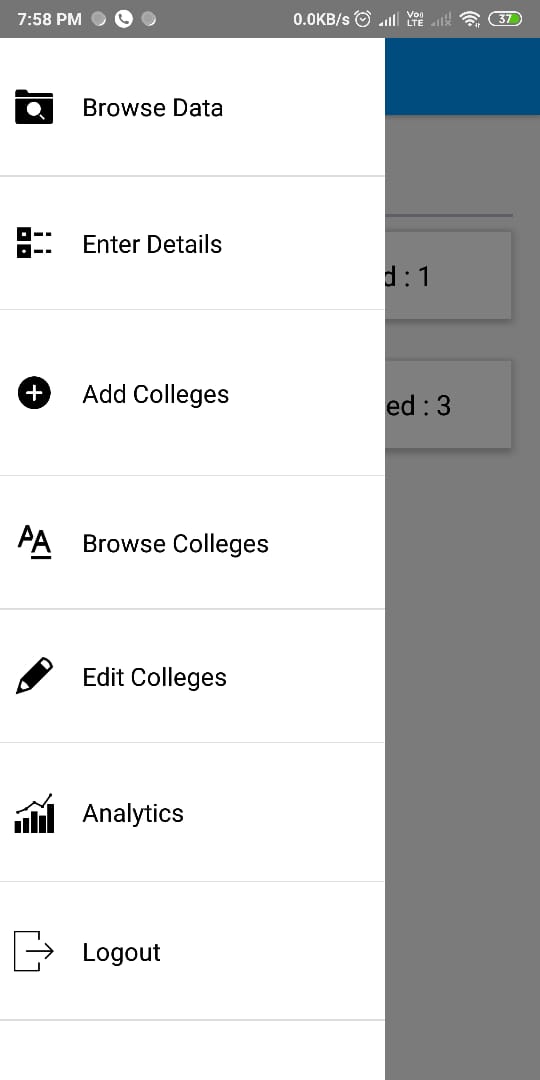 7:58 PM 0.0KB/s Vo LTE 37
Browse Data
Enter Details
d : 1
Add Colleges
ed : 3
Browse Colleges
Edit Colleges
Analytics
Logout